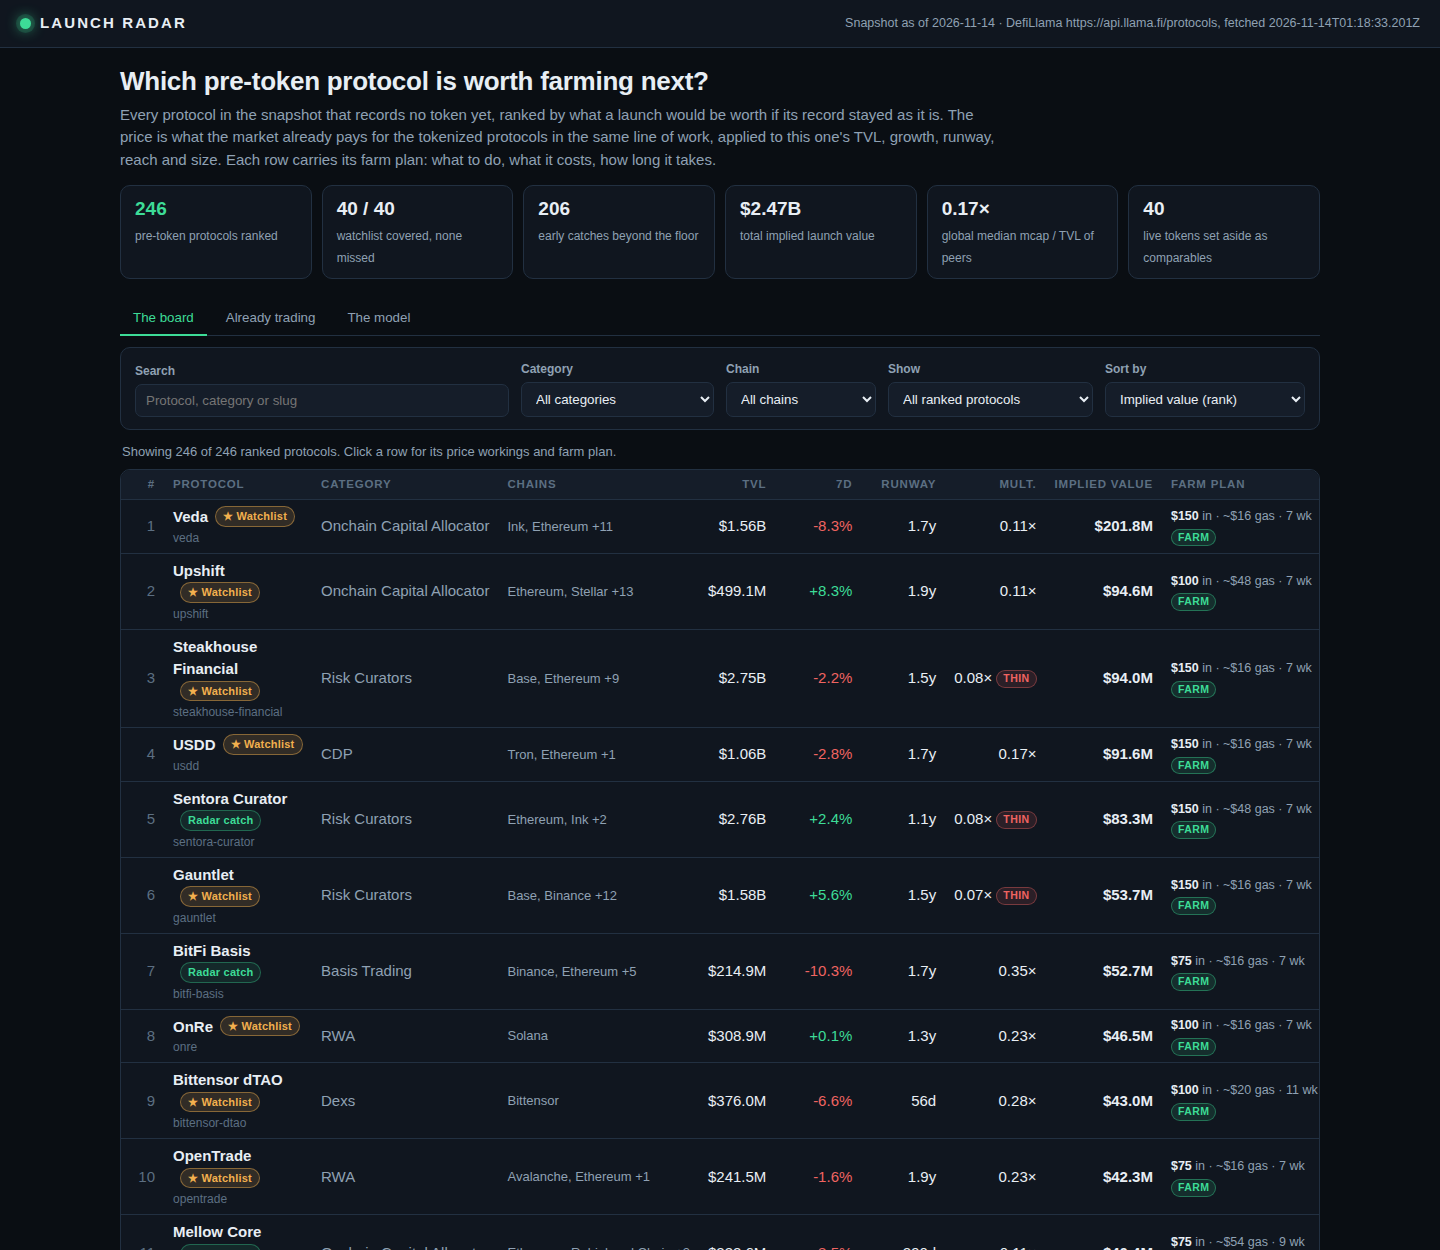 LAUNCH RADAR
Snapshot as of 2026-11-14 · DefiLlama https://api.llama.fi/protocols, fetched 2026-11-14T01:18:33.201Z
Which pre-token protocol is worth farming next?
Every protocol in the snapshot that records no token yet, ranked by what a launch would be worth if its record stayed as it is. The
price is what the market already pays for the tokenized protocols in the same line of work, applied to this one's TVL, growth, runway,
reach and size. Each row carries its farm plan: what to do, what it costs, how long it takes.
246
pre-token protocols ranked
40 / 40
watchlist covered, none
missed
206
early catches beyond the floor
$2.47B
total implied launch value
0.17×
global median mcap / TVL of
peers
40
live tokens set aside as
comparables
The board Already trading The model
Search Category Chain Show Sort by
Protocol, category or slug All categories All chains All ranked protocols Implied value (rank)
Showing 246 of 246 ranked protocols. Click a row for its price workings and farm plan.
# PROTOCOL CATEGORY CHAINS TVL 7D RUNWAY MULT. IMPLIED VALUE FARM PLAN
1 Veda ★ Watchlist Onchain Capital Allocator Ink, Ethereum +11 $1.56B -8.3% 1.7y 0.11× $201.8M $150 in · ~$16 gas · 7 wk
veda FARM
2 Upshift Onchain Capital Allocator Ethereum, Stellar +13 $499.1M +8.3% 1.9y 0.11× $94.6M $100 in · ~$48 gas · 7 wk
★ Watchlist FARM
upshift
3 Steakhouse
Financial Risk Curators Base, Ethereum +9 $2.75B -2.2% 1.5y 0.08× THIN $94.0M $150 in · ~$16 gas · 7 wk
★ Watchlist FARM
steakhouse-financial
4 USDD ★ Watchlist CDP Tron, Ethereum +1 $1.06B -2.8% 1.7y 0.17× $91.6M $150 in · ~$16 gas · 7 wk
usdd FARM
5 Sentora Curator Risk Curators Ethereum, Ink +2 $2.76B +2.4% 1.1y 0.08× THIN $83.3M $150 in · ~$48 gas · 7 wk
Radar catch FARM
sentora-curator
6 Gauntlet Risk Curators Base, Binance +12 $1.58B +5.6% 1.5y 0.07× THIN $53.7M $150 in · ~$16 gas · 7 wk
★ Watchlist FARM
gauntlet
7 BitFi Basis Basis Trading Binance, Ethereum +5 $214.9M -10.3% 1.7y 0.35× $52.7M $75 in · ~$16 gas · 7 wk
Radar catch FARM
bitfi-basis
8 OnRe ★ Watchlist RWA Solana $308.9M +0.1% 1.3y 0.23× $46.5M $100 in · ~$16 gas · 7 wk
onre FARM
9 Bittensor dTAO Dexs Bittensor $376.0M -6.6% 56d 0.28× $43.0M $100 in · ~$20 gas · 11 wk
★ Watchlist FARM
bittensor-dtao
10 OpenTrade RWA Avalanche, Ethereum +1 $241.5M -1.6% 1.9y 0.23× $42.3M $75 in · ~$16 gas · 7 wk
★ Watchlist FARM
opentrade
Mellow Core $75 in · ~$54 gas · 9 wk